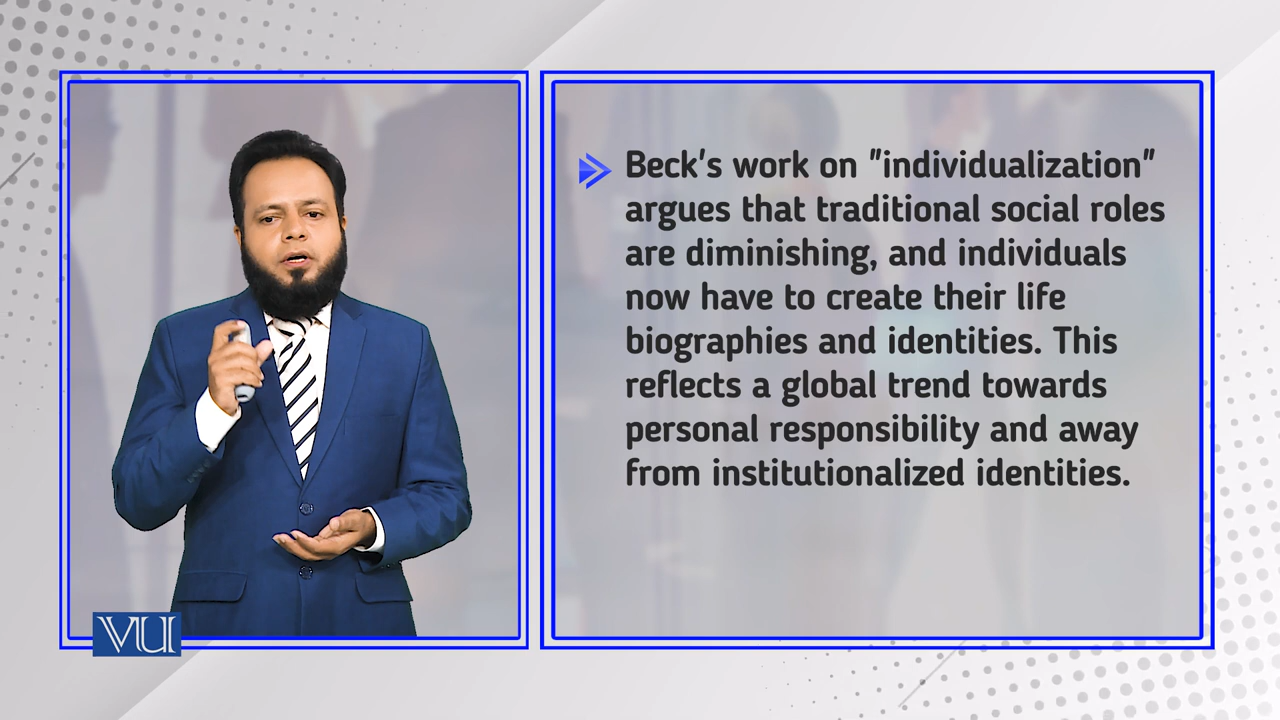 Beck's work on "individualization"
argues that traditional social roles
are diminishing, and individuals
now have to create their life
biographies and identities. This
reflects a global trend towards
personal responsibility and away
from institutionalized identities.
VU